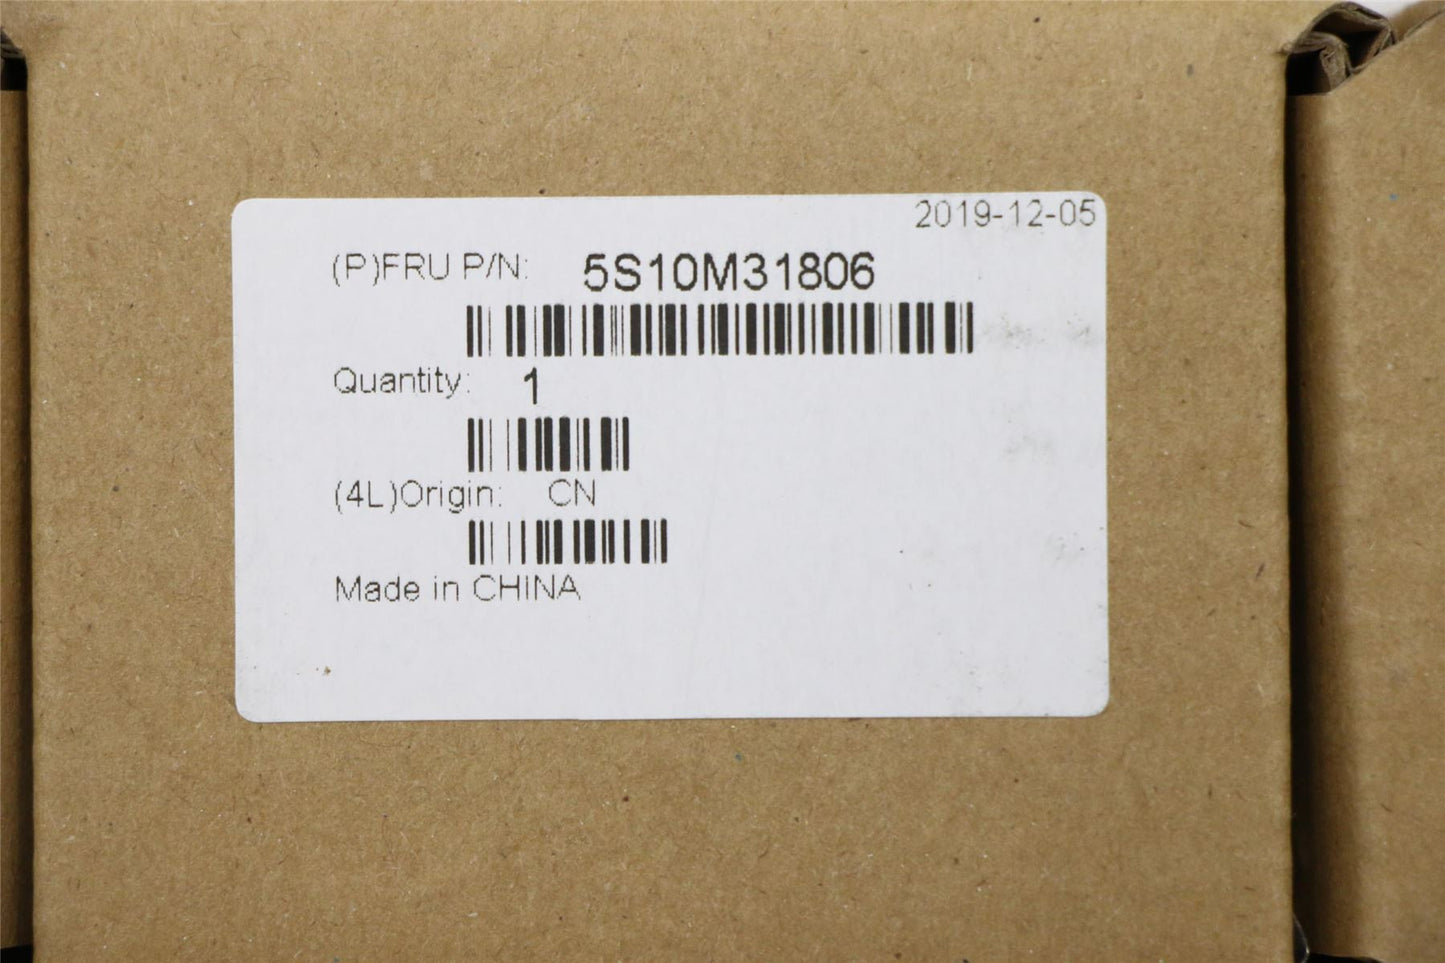 2019-12-05
(P)FRU P/N: 5S10M31806
Quantity: 1
(4L)Origin: CN
Made in CHINA